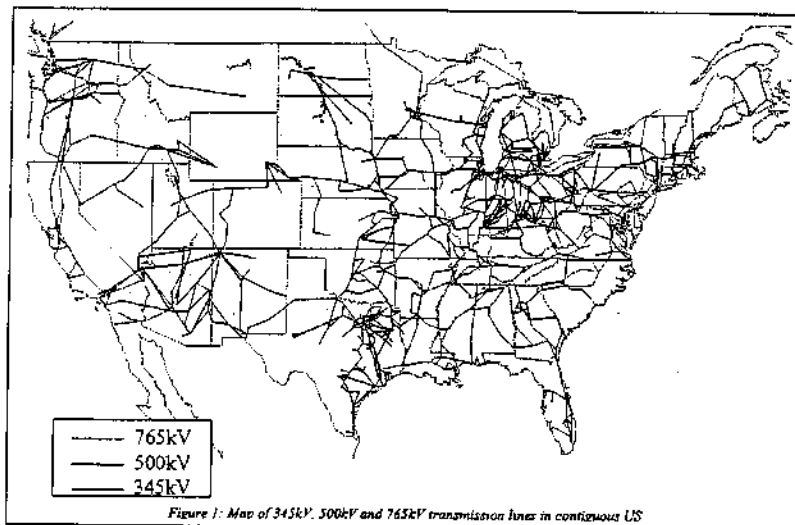 765kV
500kV
345kV
Figure 1: Map of 345kV, 500kV and 765kV transmission lines in contiguous US